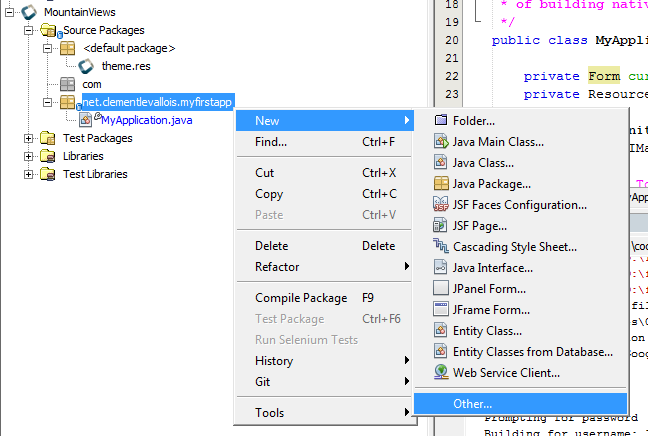 MountainViews
Source Packages
<default package>
theme.res
com
net.clementlevallois.myfirstapp
MyApplication.java
Test Packages
Libraries
Test Libraries
New
Find... Ctrl+F
Cut Ctrl+X
Copy Ctrl+C
Paste Ctrl+V
Delete Delete
Refactor
Compile Package F9
Test Package Ctrl+F6
Run Selenium Tests
History
Git
Tools
Folder...
Java Main Class...
Java Class...
Java Package...
JSF Faces Configuration...
JSF Page...
Cascading Style Sheet...
Java Interface...
JPanel Form...
JFrame Form...
Entity Class...
Entity Classes from Database...
Web Service Client...
Other...
18 * of building nativ
19 */
20 public class MyAppli
21
22 private Form cur
23 private Resource
Prompting for password
Building for username: